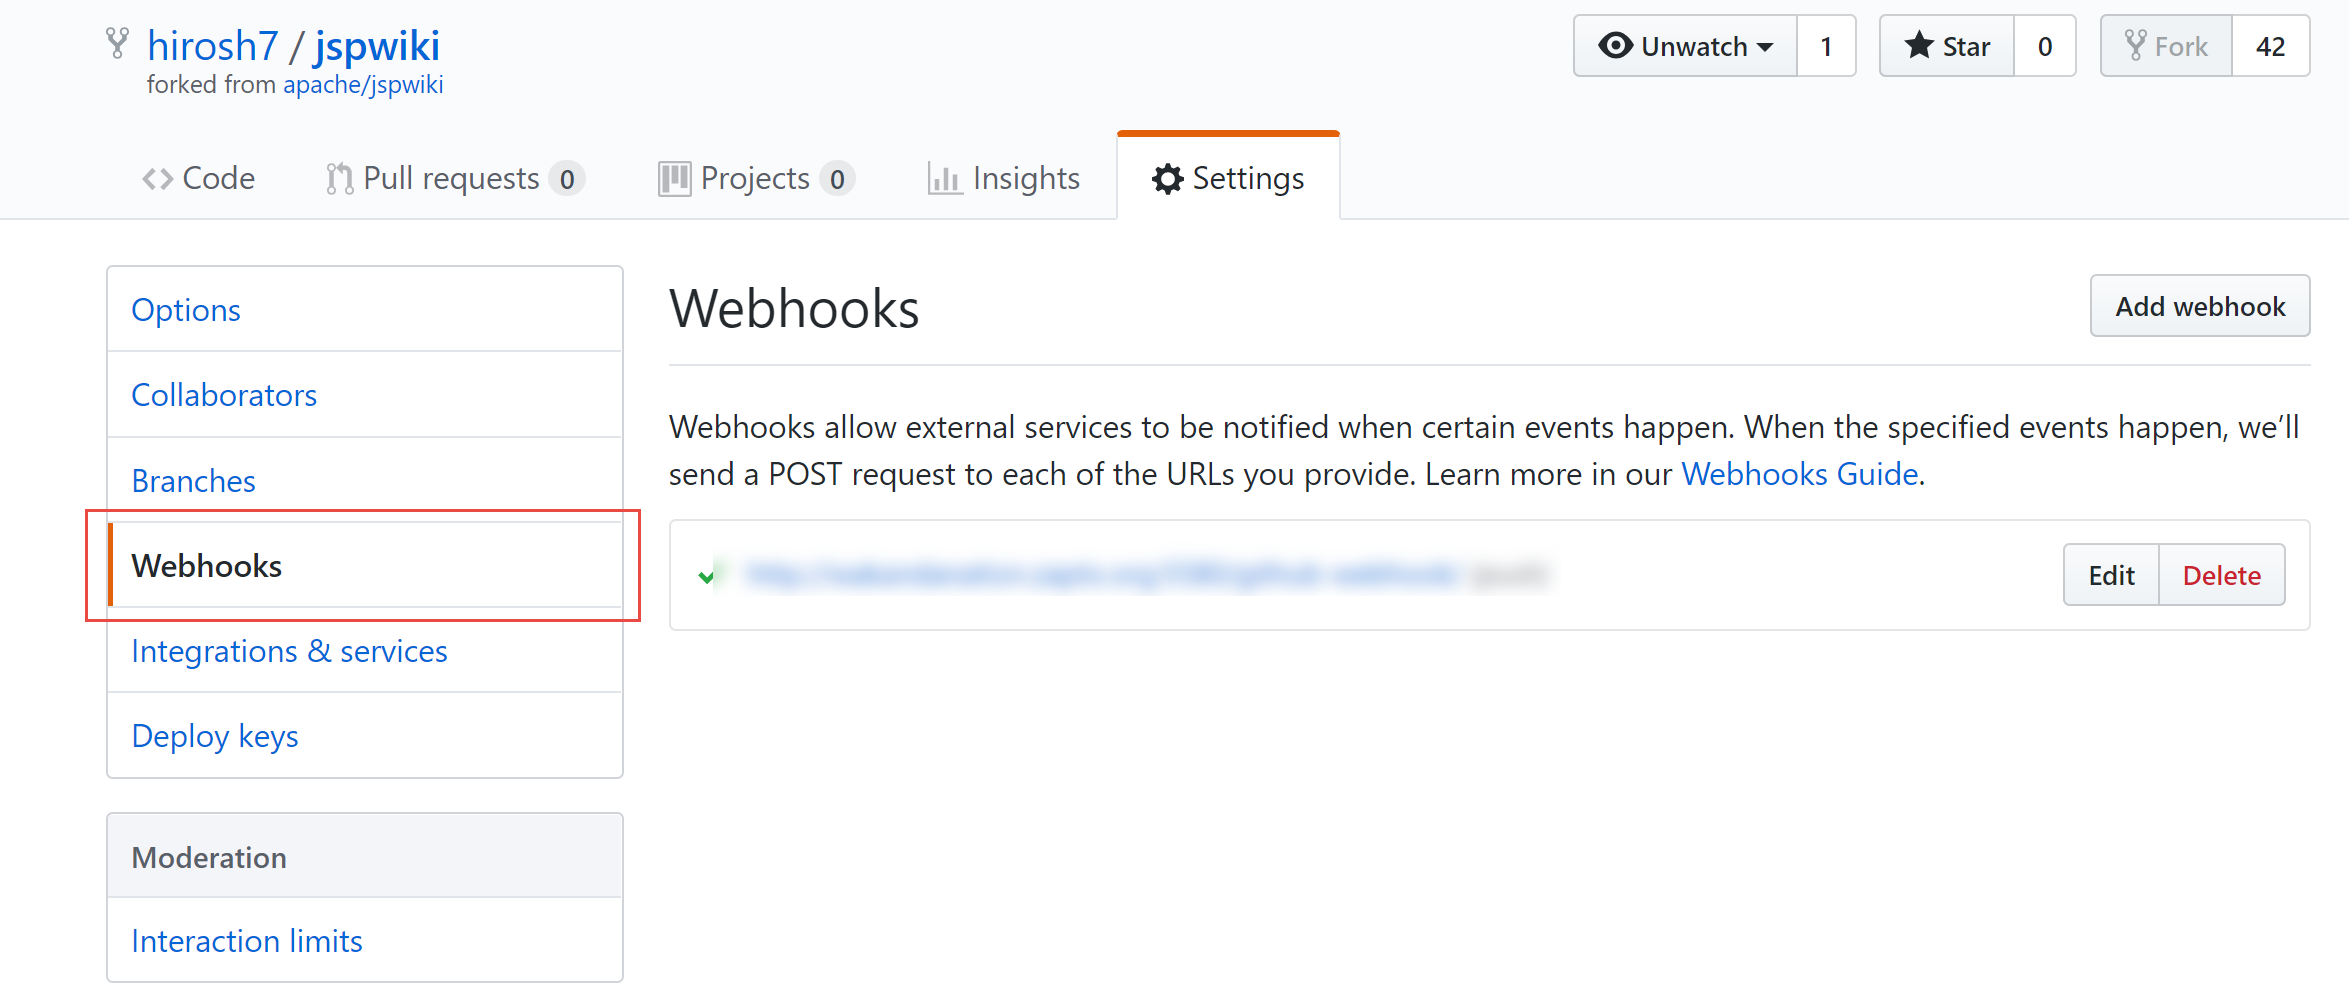 hirosh7 / jspwiki
forked from apache/jspwiki
Unwatch 1
Star 0
Fork 42
Code
Pull requests 0
Projects 0
Insights
Settings
Options
Collaborators
Branches
Webhooks
Integrations & services
Deploy keys
Moderation
Interaction limits
Webhooks
Add webhook
Webhooks allow external services to be notified when certain events happen. When the specified events happen, we’ll
send a POST request to each of the URLs you provide. Learn more in our Webhooks Guide.
Edit
Delete